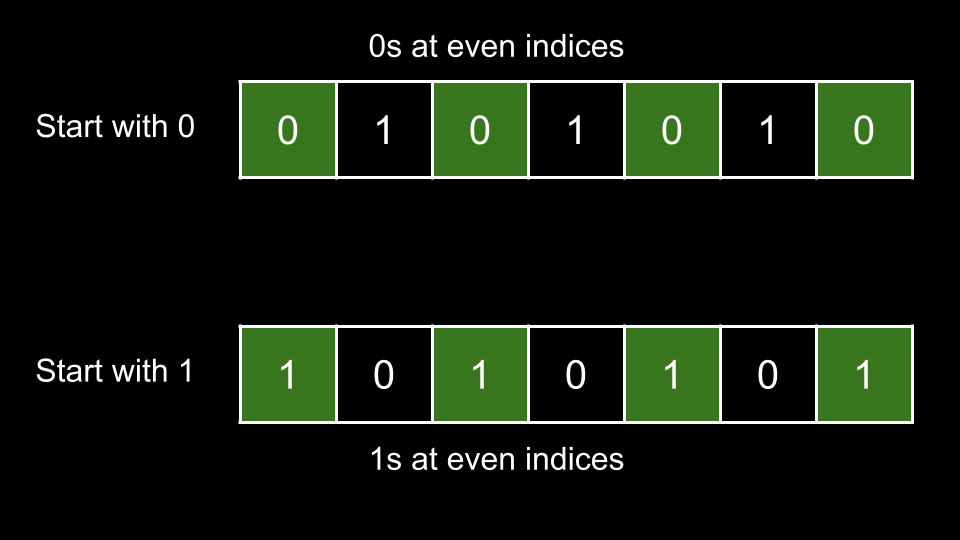 0s at even indices
Start with 0 0 1 0 1 0 1 0
Start with 1 1 0 1 0 1 0 1
1s at even indices